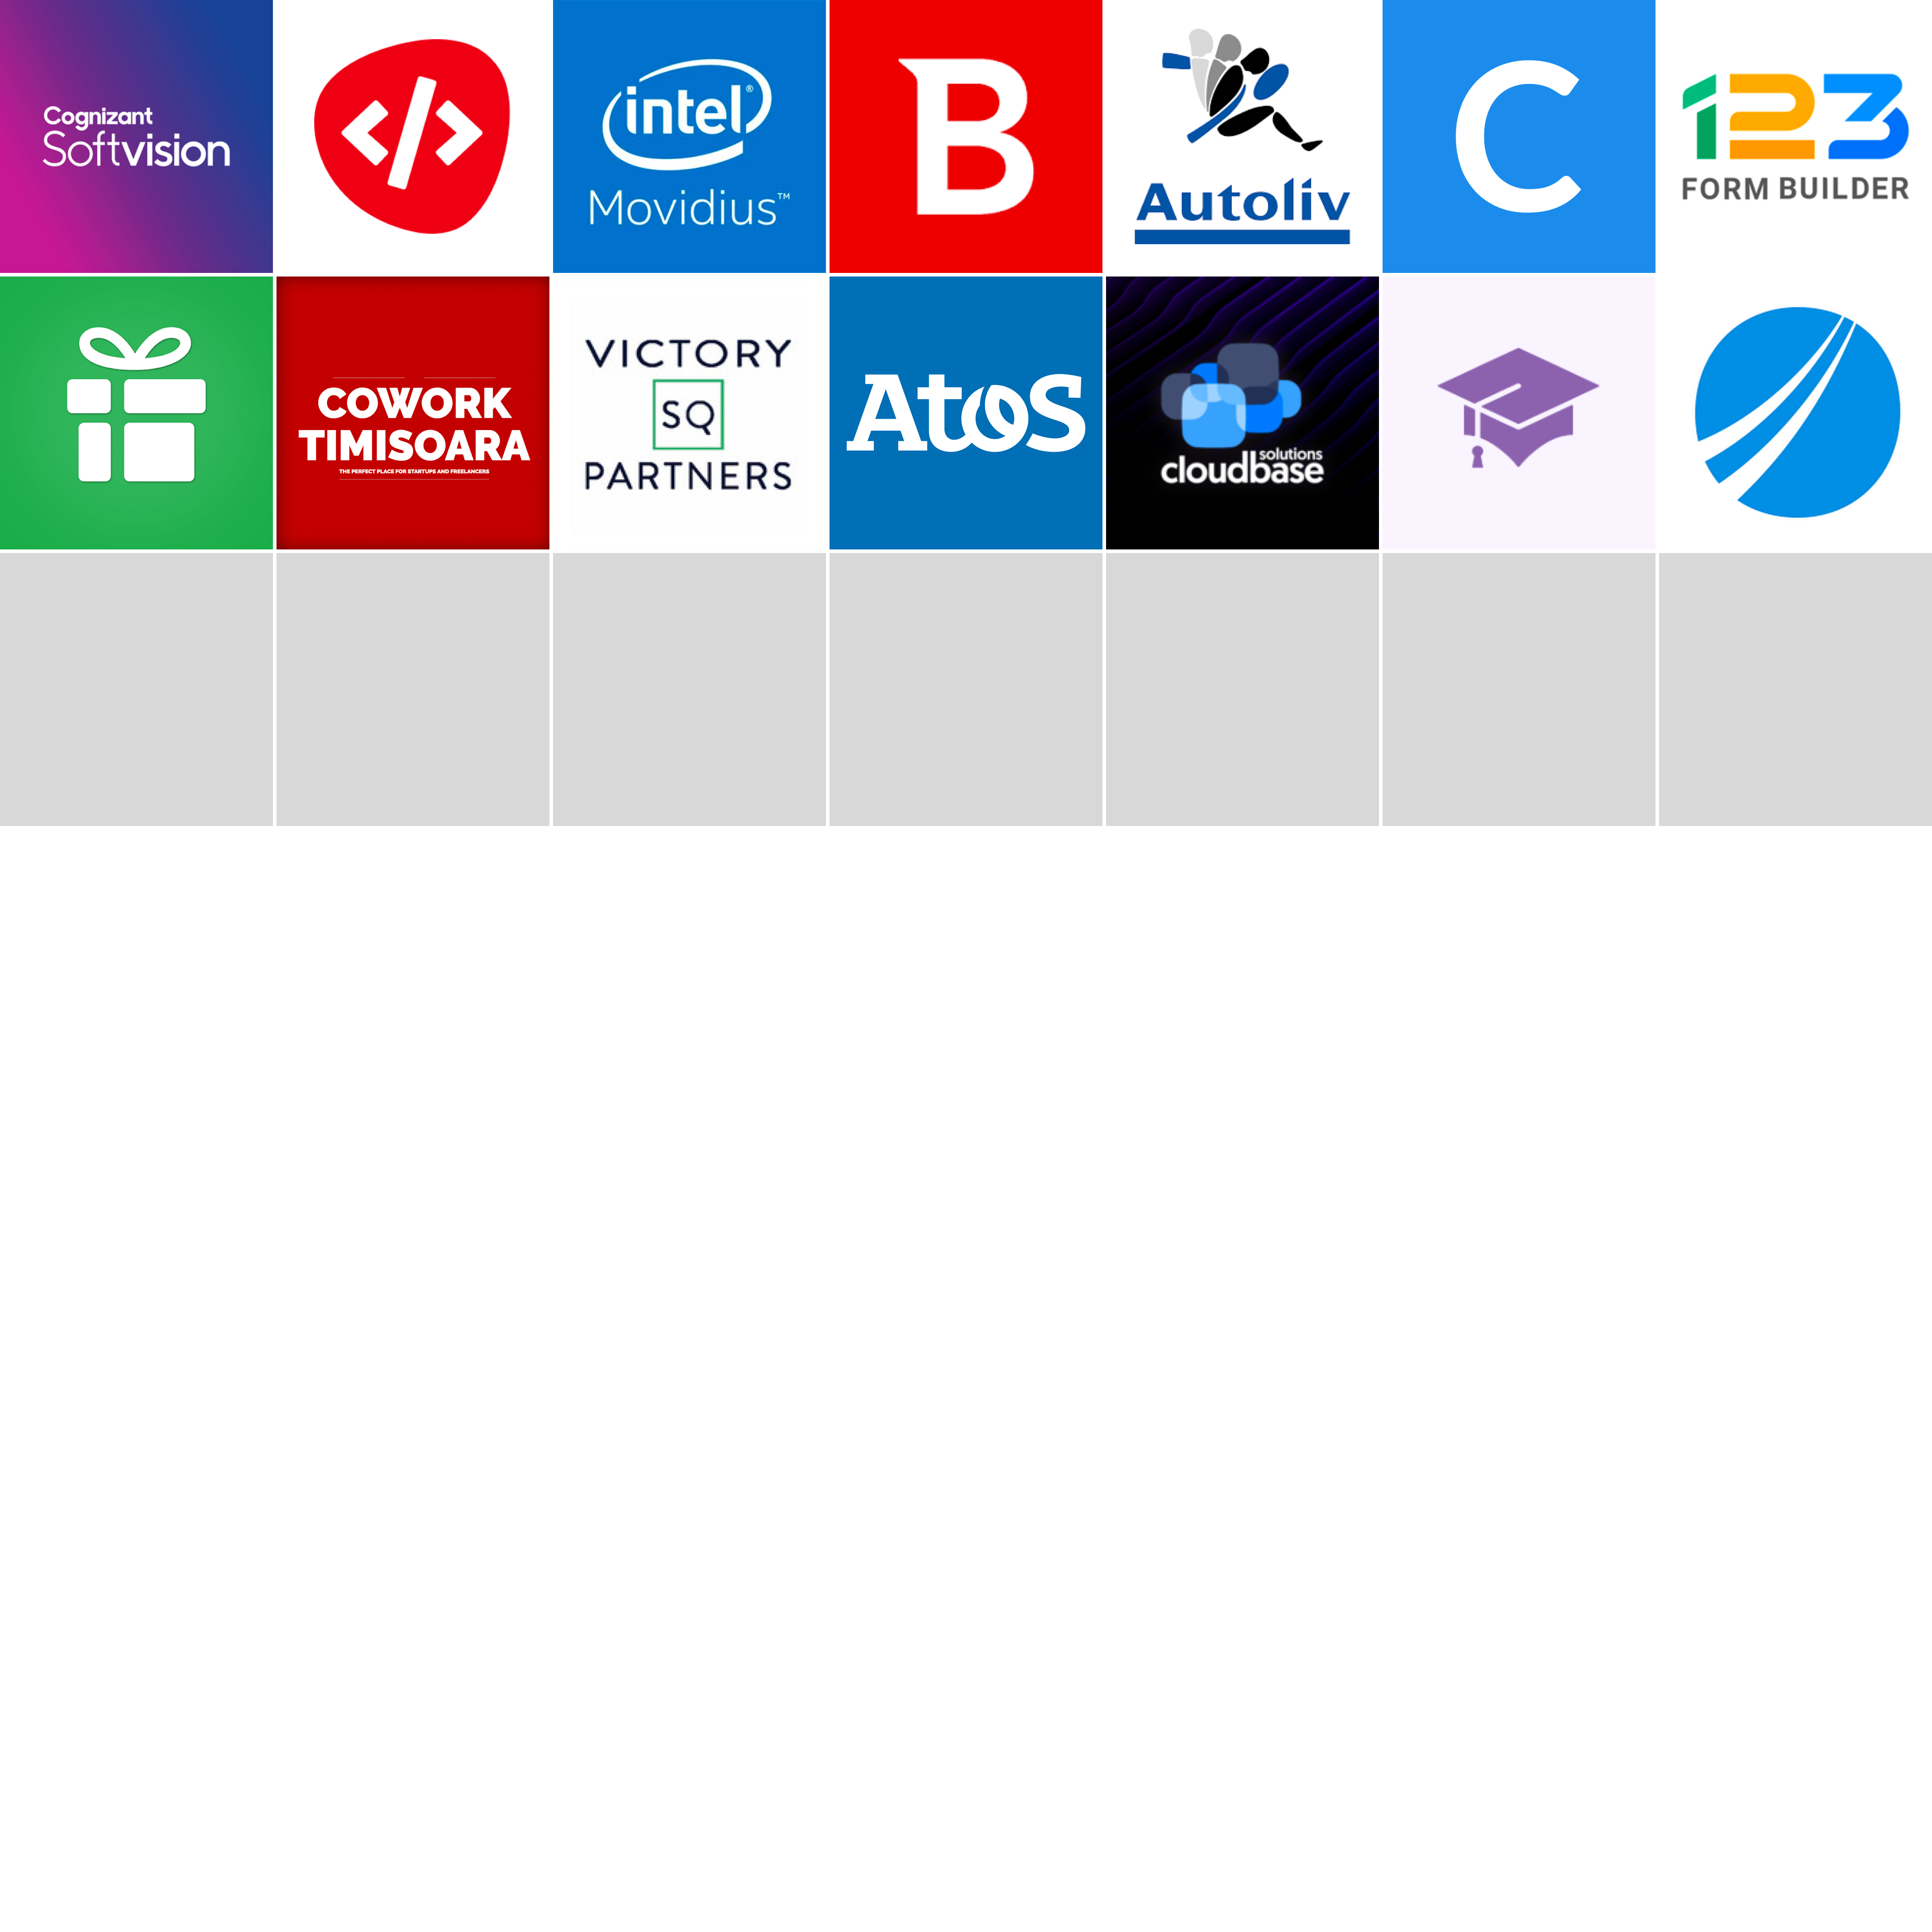 Cognizant
Softvision
</>
intel®
Movidius™
B
Autoliv
C
123
FORM BUILDER
COWORK
TIMISOARA
THE PERFECT PLACE FOR STARTUPS AND FREELANCERS
VICTORY
SQ
PARTNERS
Atos
solutions
cloudbase